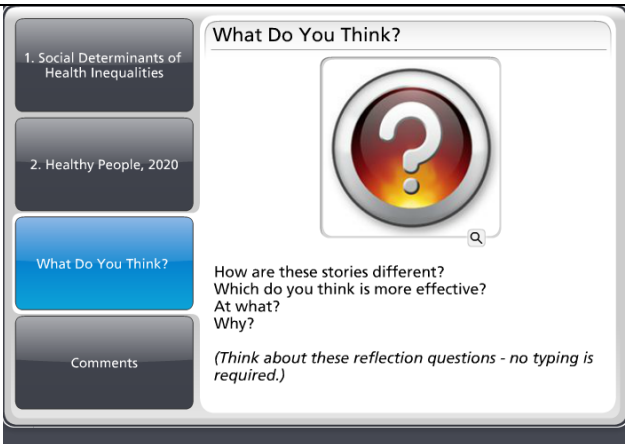 1. Social Determinants of
Health Inequalities
2. Healthy People, 2020
What Do You Think?
Comments
What Do You Think?
How are these stories different?
Which do you think is more effective?
At what?
Why?
(Think about these reflection questions - no typing is
required.)